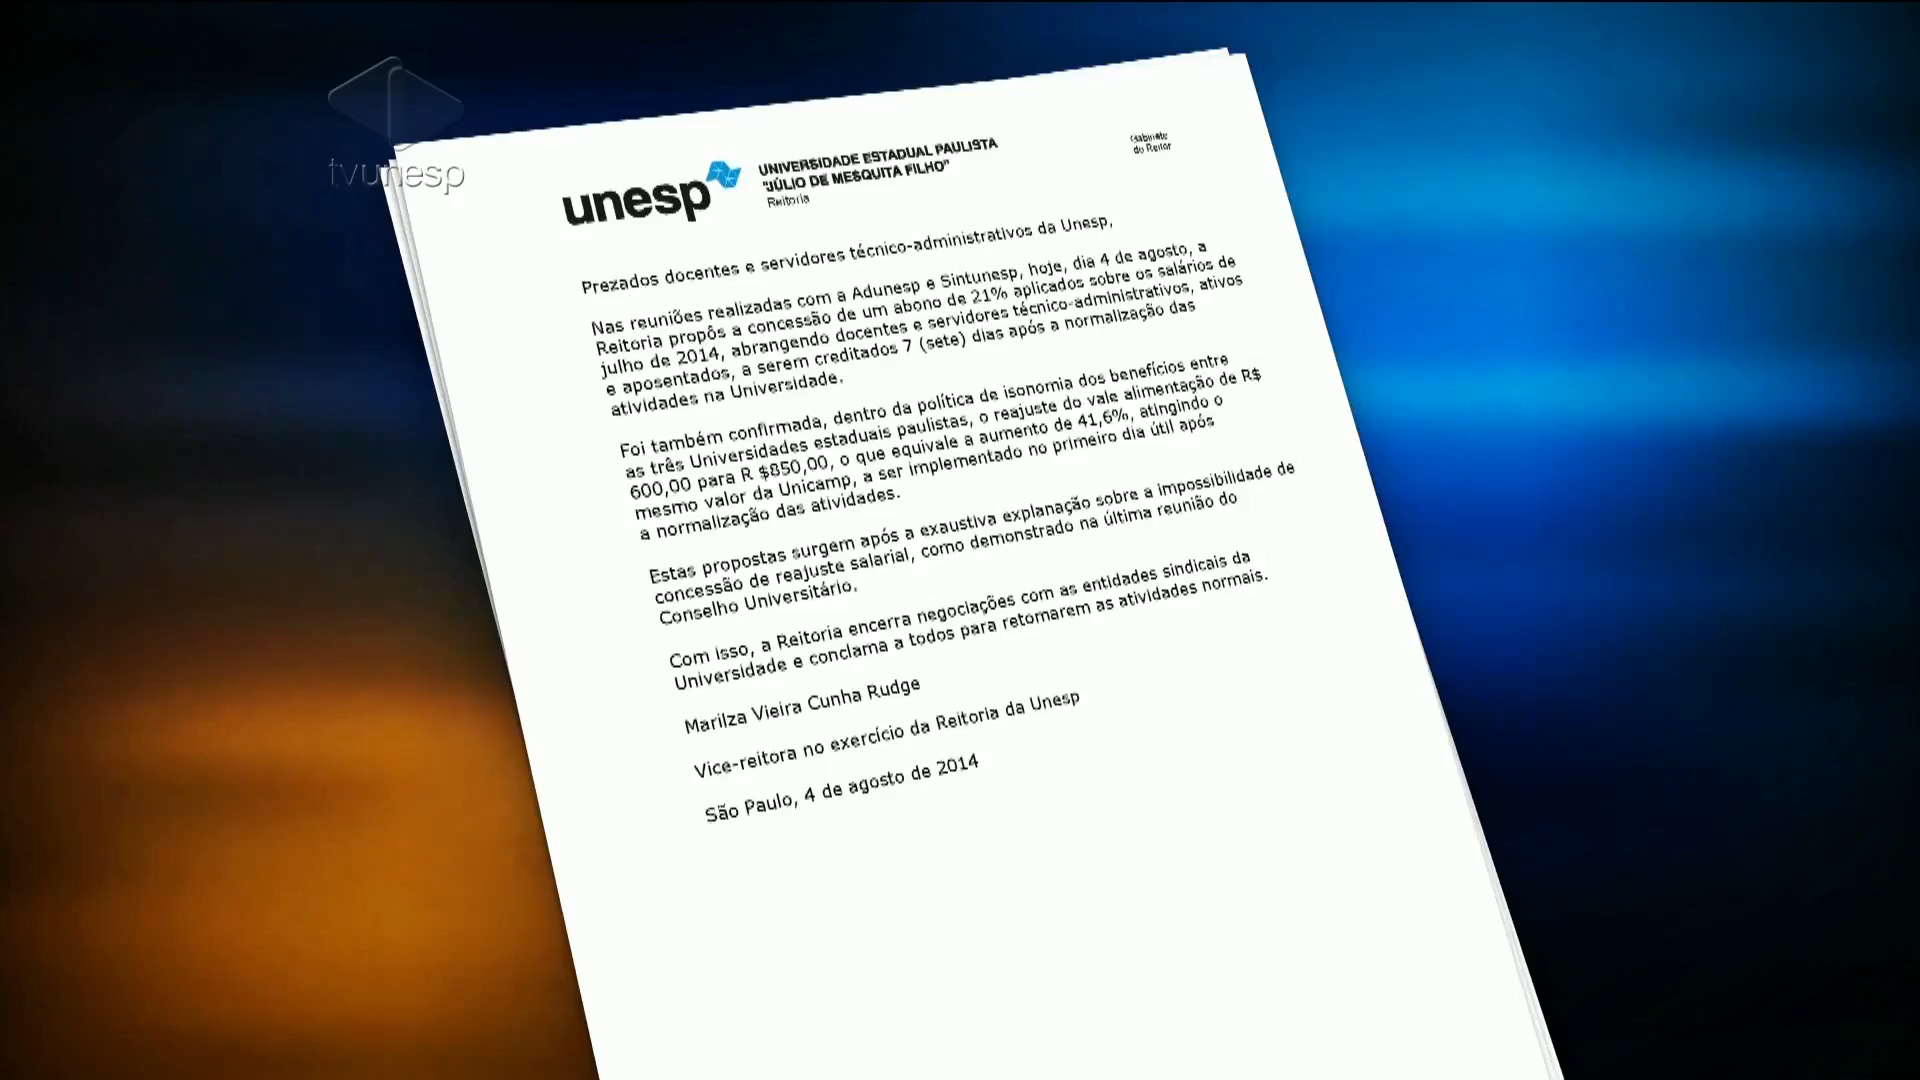 tvunesp
unesp
UNIVERSIDADE ESTADUAL PAULISTA
"JÚLIO DE MESQUITA FILHO"
Reitoria
Gabinete
do Reitor
Prezados docentes e servidores técnico-administrativos da Unesp,
Nas reuniões realizadas com a Adunesp e Sintunesp, hoje, dia 4 de agosto, a
Reitoria propôs a concessão de um abono de 21% aplicados sobre os salários de
julho de 2014, abrangendo docentes e servidores técnico-administrativos, ativos
e aposentados, a serem creditados 7 (sete) dias após a normalização das
atividades na Universidade.
Foi também confirmada, dentro da política de isonomia dos benefícios entre
as três Universidades estaduais paulistas, o reajuste do vale alimentação de R$
600,00 para R $850,00, o que equivale a aumento de 41,6%, atingindo o
mesmo valor da Unicamp, a ser implementado no primeiro dia útil após
a normalização das atividades.
Estas propostas surgem após a exaustiva explanação sobre a impossibilidade de
concessão de reajuste salarial, como demonstrado na última reunião do
Conselho Universitário.
Com isso, a Reitoria encerra negociações com as entidades sindicais da
Universidade e conclama a todos para retomarem as atividades normais.
Marilza Vieira Cunha Rudge
Vice-reitora no exercício da Reitoria da Unesp
São Paulo, 4 de agosto de 2014